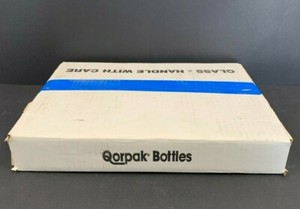 GLASS - HANDLE WITH CARE
Qorpak® Bottles